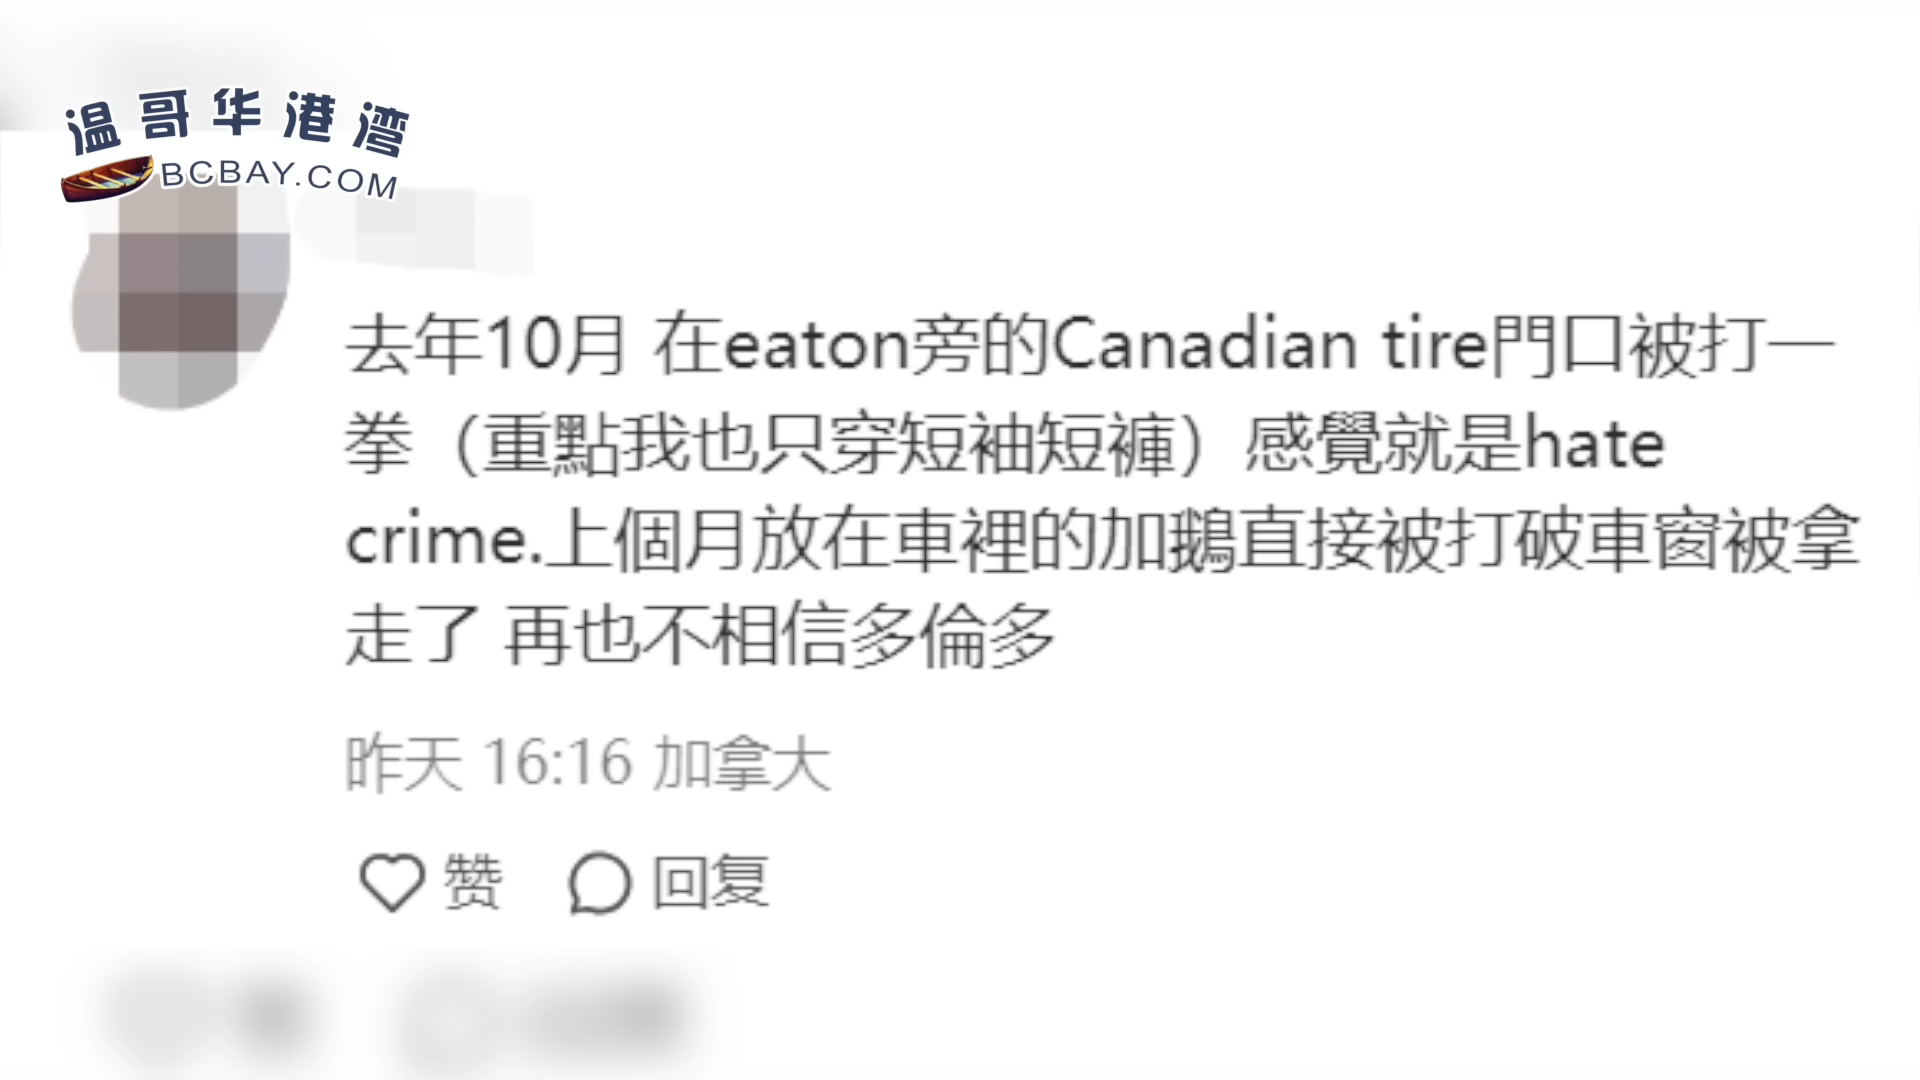 温哥华港湾
BCBAY.COM
去年10月 在eaton旁的Canadian tire門口被打一
拳（重點我也只穿短袖短褲）感覺就是hate
crime.上個月放在車裡的加鵝直接被打破車窗被拿
走了 再也不相信多倫多
昨天 16:16 加拿大
赞 回复